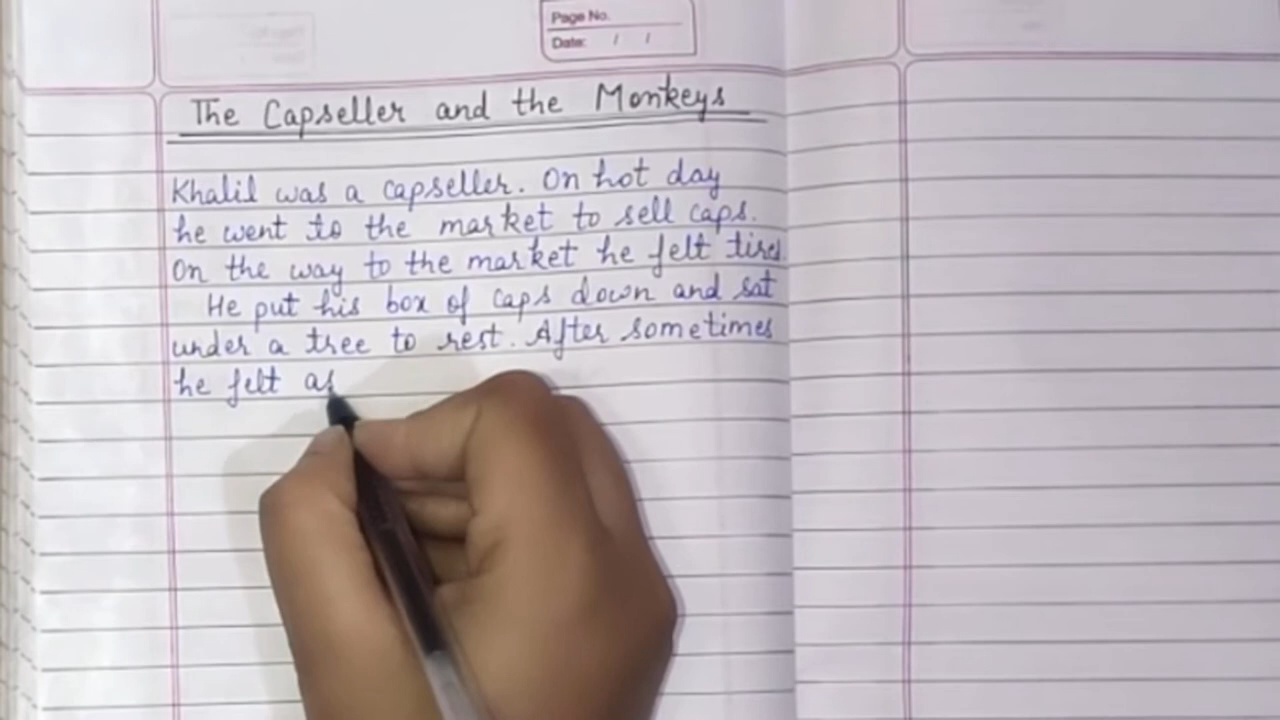 Page No.
Date: / /
The Capseller and the Monkeys
Khalil was a capseller. On hot day
he went to the market to sell caps.
On the way to the market he felt tired
He put his box of caps down and sat
under a tree to rest. After sometimes
he felt as